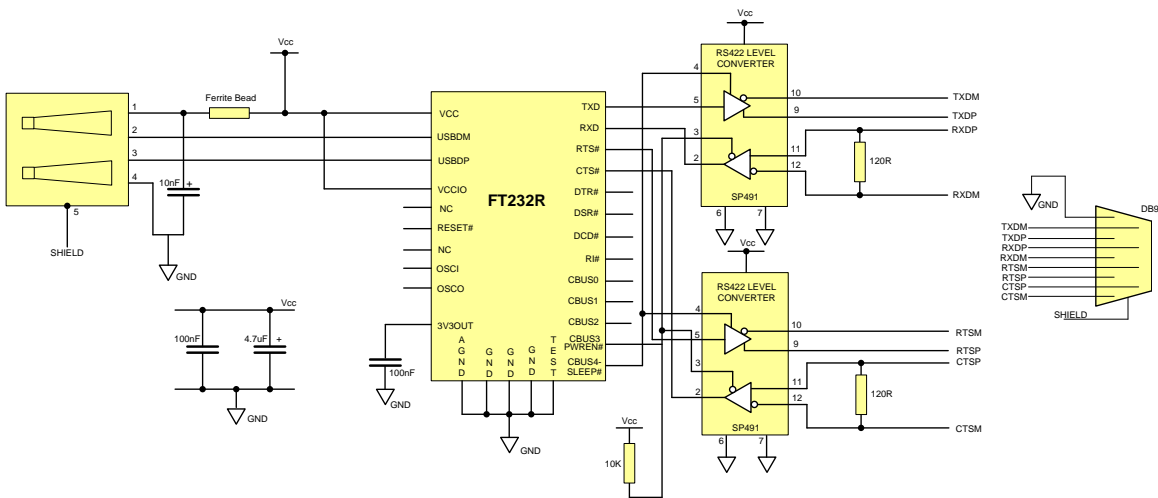 Vcc
Vcc
RS422 LEVEL
CONVERTER
4
10
TXDM
5
9
TXDP
3
11
RXDP
120R
2
12
RXDM
SP491
6
7
1
Ferrite Bead
2
3
4
10nF
+
5
SHIELD
GND
VCC
USBDM
USBDP
VCCIO
NC
RESET#
NC
OSCI
OSCO
3V3OUT
FT232R
TXD
RXD
RTS#
CTS#
DTR#
DSR#
DCD#
RI#
CBUS0
CBUS1
CBUS2
CBUS3
PWREN#
CBUS4-
SLEEP#
AGND
GND
GND
GND
TEST
GND
Vcc
100nF
4.7uF
+
GND
100nF
GND
Vcc
10K
Vcc
RS422 LEVEL
CONVERTER
4
10
RTSM
5
9
RTSP
3
11
CTSP
120R
2
12
CTSM
SP491
6
7
GND
DB9
TXDM
TXDP
RXDP
RXDM
RTSM
RTSP
CTSP
CTSM
SHIELD